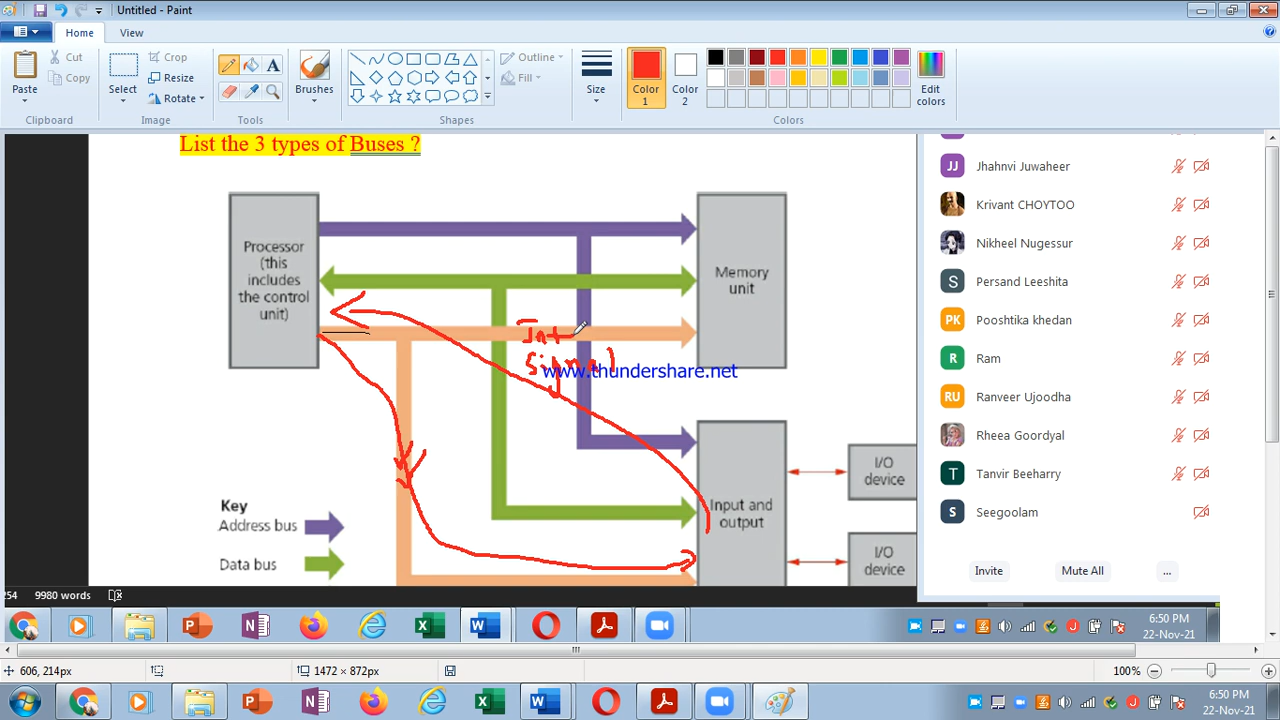 Untitled - Paint
Home
View
Paste
Cut
Copy
Clipboard
Select
Crop
Resize
Rotate
Image
Tools
Brushes
Outline
Fill
Shapes
Size
Color 1
Color 2
Edit colors
Colors
List the 3 types of Buses ?
Processor
(this
includes
the control
unit)
Memory
unit
Int
Signal
www.thundershare.net
Input and
output
I/O
device
I/O
device
Key
Address bus
Data bus
JJ Jhahnvi Juwaheer
Krivant CHOYTOO
Nikheel Nugessur
S Persand Leeshita
PK Pooshtika khedan
R Ram
RU Ranveer Ujoodha
Rheea Goordyal
T Tanvir Beeharry
S Seegoolam
Invite
Mute All
...
254
9980 words
6:50 PM
22-Nov-21
606, 214px
1472 × 872px
100%
6:50 PM
22-Nov-21